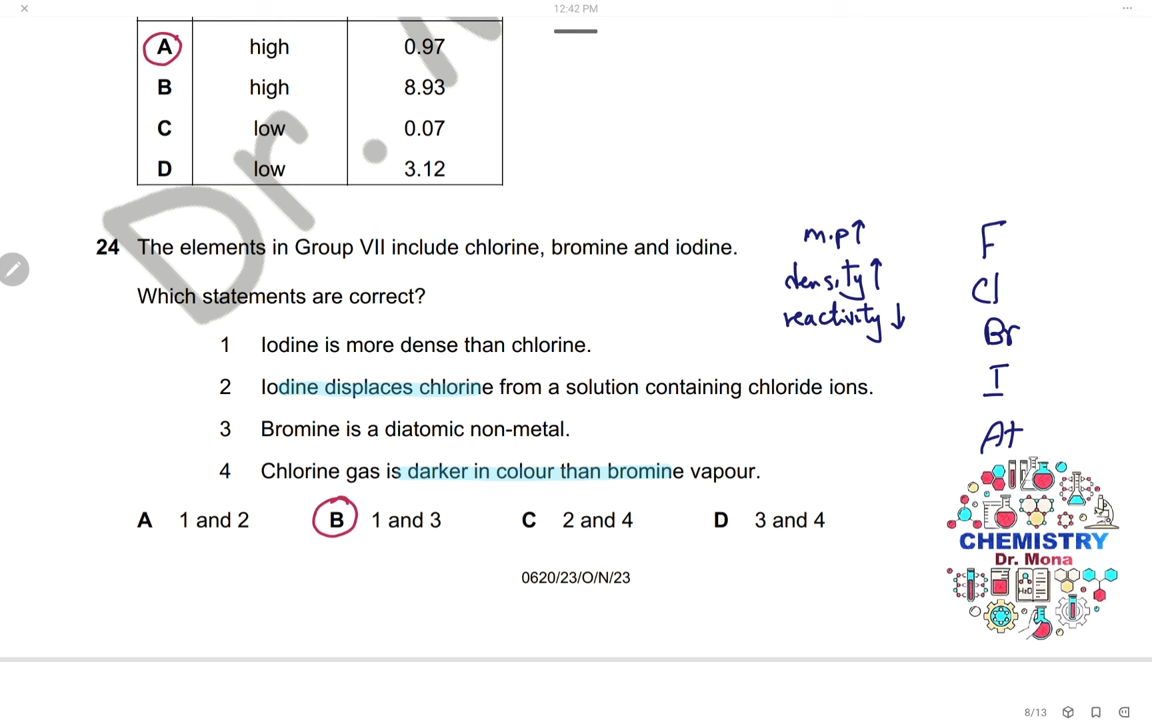 12:42 PM
A high 0.97
B high 8.93
C low 0.07
D low 3.12
Dr.
24 The elements in Group VII include chlorine, bromine and iodine.
Which statements are correct?
1 Iodine is more dense than chlorine.
2 Iodine displaces chlorine from a solution containing chloride ions.
3 Bromine is a diatomic non-metal.
4 Chlorine gas is darker in colour than bromine vapour.
A 1 and 2 B 1 and 3 C 2 and 4 D 3 and 4
0620/23/O/N/23
m.p↑
density↑
reactivity↓
F
Cl
Br
I
At
CHEMISTRY
Dr. Mona
H₂O
8/13